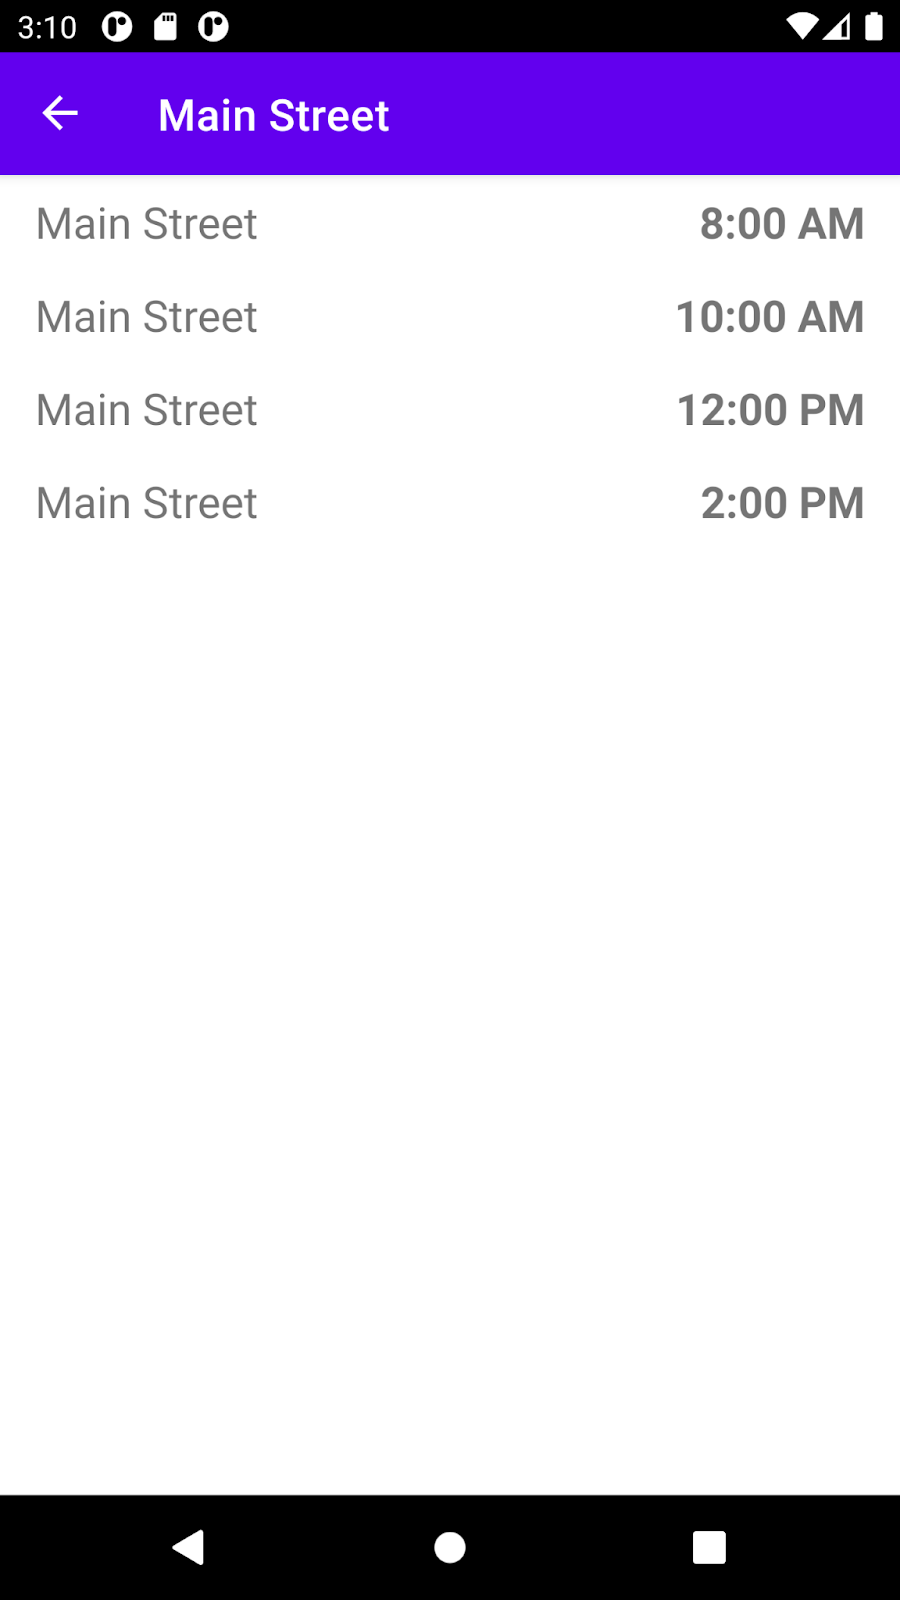 3:10
Main Street
Main Street 8:00 AM
Main Street 10:00 AM
Main Street 12:00 PM
Main Street 2:00 PM